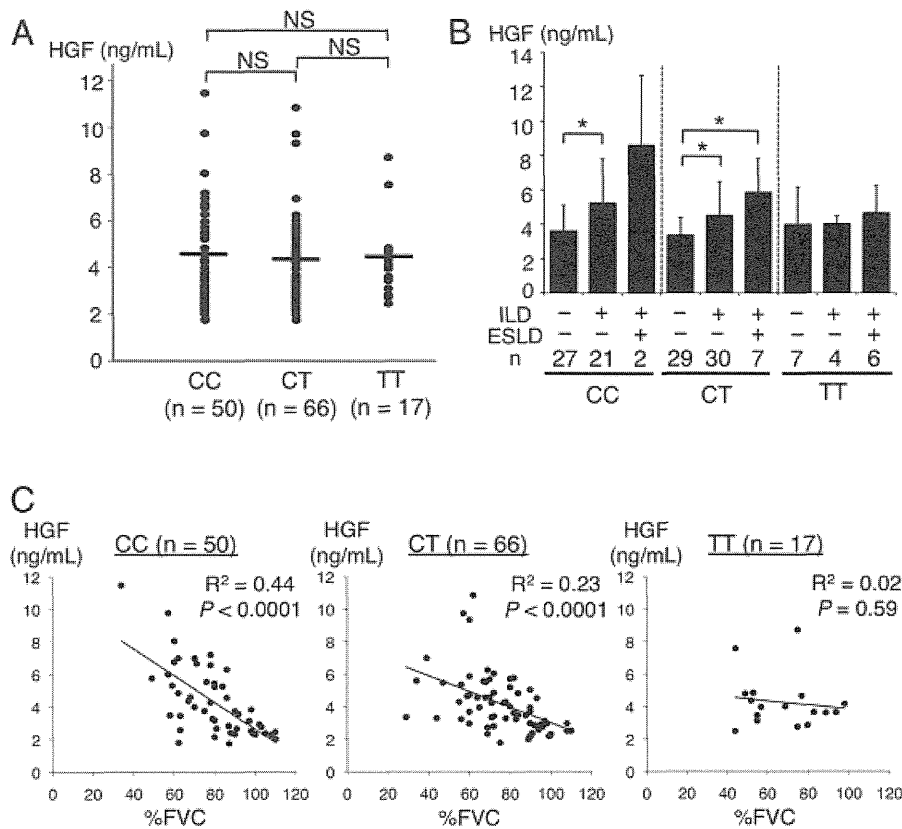 A
HGF (ng/mL)
NS
NS
NS
12
10
8
6
4
2
0
CC
CT
TT
(n = 50)
(n = 66)
(n = 17)
B
HGF (ng/mL)
14
12
10
8
6
4
2
0
*
*
*
ILD − + + − + + − + +
ESLD − − + − − + − − +
n 27 21 2 29 30 7 7 4 6
CC CT TT
C
HGF
(ng/mL)
CC (n = 50)
R² = 0.44
P < 0.0001
12
10
8
6
4
2
0
0 20 40 60 80 100 120
%FVC
HGF
(ng/mL)
CT (n = 66)
R² = 0.23
P < 0.0001
12
10
8
6
4
2
0
0 20 40 60 80 100 120
%FVC
HGF
(ng/mL)
TT (n = 17)
R² = 0.02
P = 0.59
12
10
8
6
4
2
0
0 20 40 60 80 100 120
%FVC